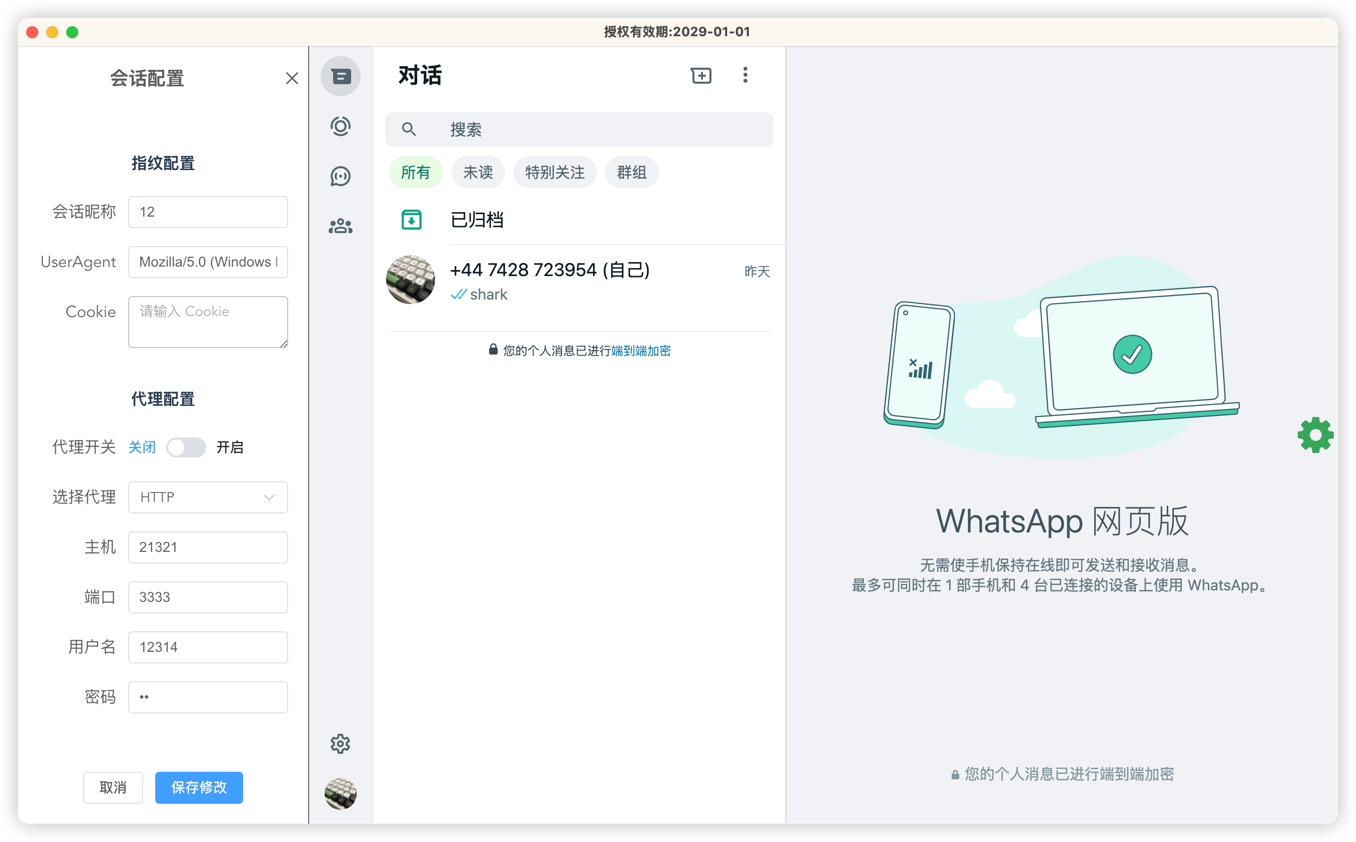 授权有效期:2029-01-01
会话配置
指纹配置
会话昵称 12
UserAgent Mozilla/5.0 (Windows
Cookie 请输入 Cookie
代理配置
代理开关 关闭 开启
选择代理 HTTP
主机 21321
端口 3333
用户名 12314
密码 ••
取消 保存修改
对话
搜索
所有 未读 特别关注 群组
已归档
+44 7428 723954 (自己) 昨天
shark
您的个人消息已进行端到端加密
WhatsApp 网页版
无需使手机保持在线即可发送和接收消息。
最多可同时在 1 部手机和 4 台已连接的设备上使用 WhatsApp。
您的个人消息已进行端到端加密